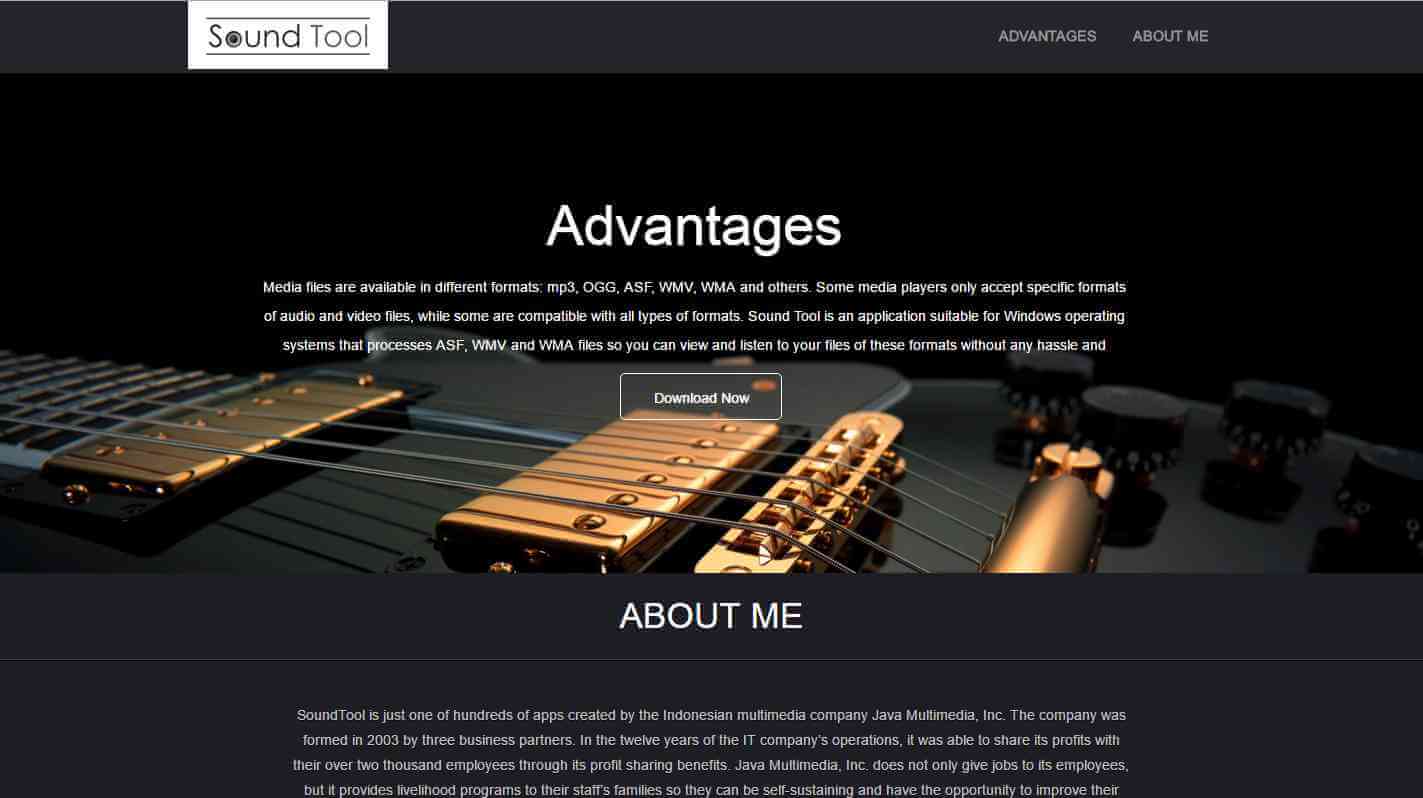 Sound Tool
ADVANTAGES ABOUT ME
Advantages
Media files are available in different formats: mp3, OGG, ASF, WMV, WMA and others. Some media players only accept specific formats
of audio and video files, while some are compatible with all types of formats. Sound Tool is an application suitable for Windows operating
systems that processes ASF, WMV and WMA files so you can view and listen to your files of these formats without any hassle and
Download Now
ABOUT ME
SoundTool is just one of hundreds of apps created by the Indonesian multimedia company Java Multimedia, Inc. The company was
formed in 2003 by three business partners. In the twelve years of the IT company's operations, it was able to share its profits with
their over two thousand employees through its profit sharing benefits. Java Multimedia, Inc. does not only give jobs to its employees,
but it provides livelihood programs to their staff's families so they can be self-sustaining and have the opportunity to improve their